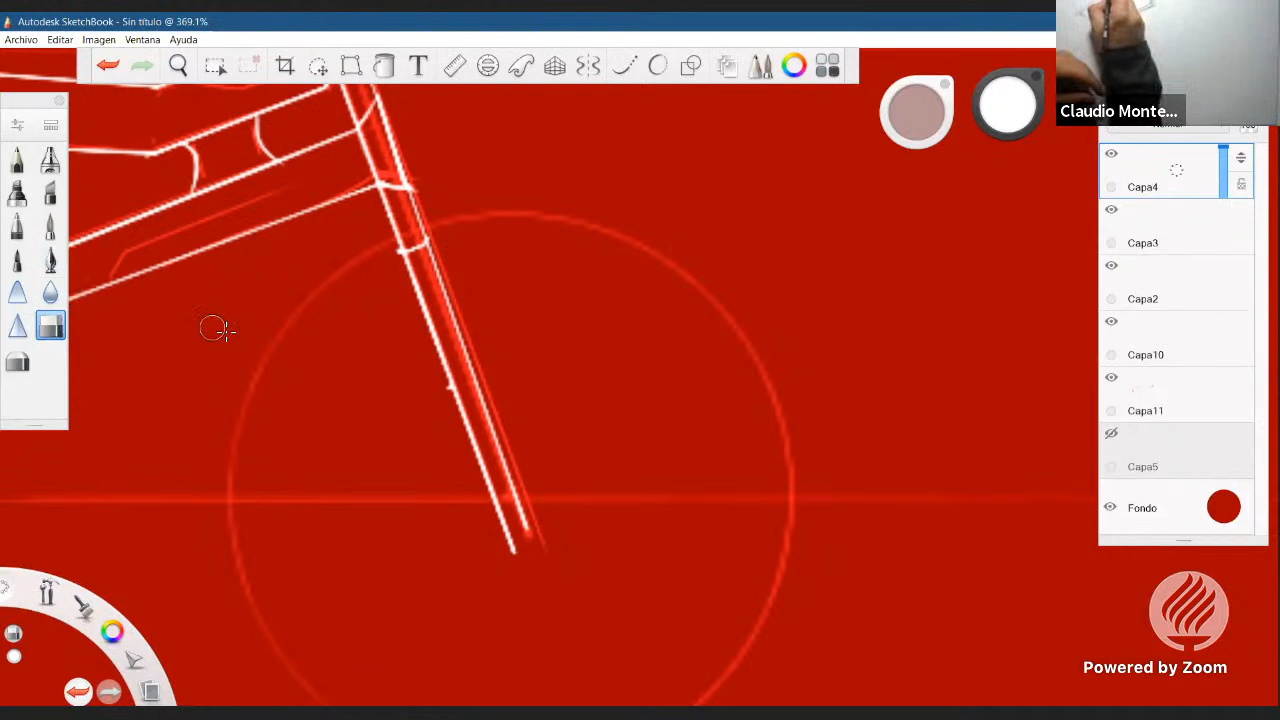 Autodesk SketchBook - Sin título @ 369.1%
Archivo Editar Imagen Ventana Ayuda
T
Claudio Monte...
Capa4
Capa3
Capa2
Capa10
Capa11
Capa5
Fondo
Powered by Zoom